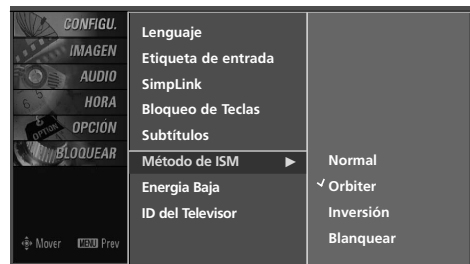 CONFIGU.
IMAGEN
AUDIO
HORA
OPCIÓN
BLOQUEAR
Mover MENU Prev
Lenguaje
Etiqueta de entrada
SimpLink
Bloqueo de Teclas
Subtítulos
Método de ISM ▶
Energia Baja
ID del Televisor
Normal
✓ Orbiter
Inversión
Blanquear